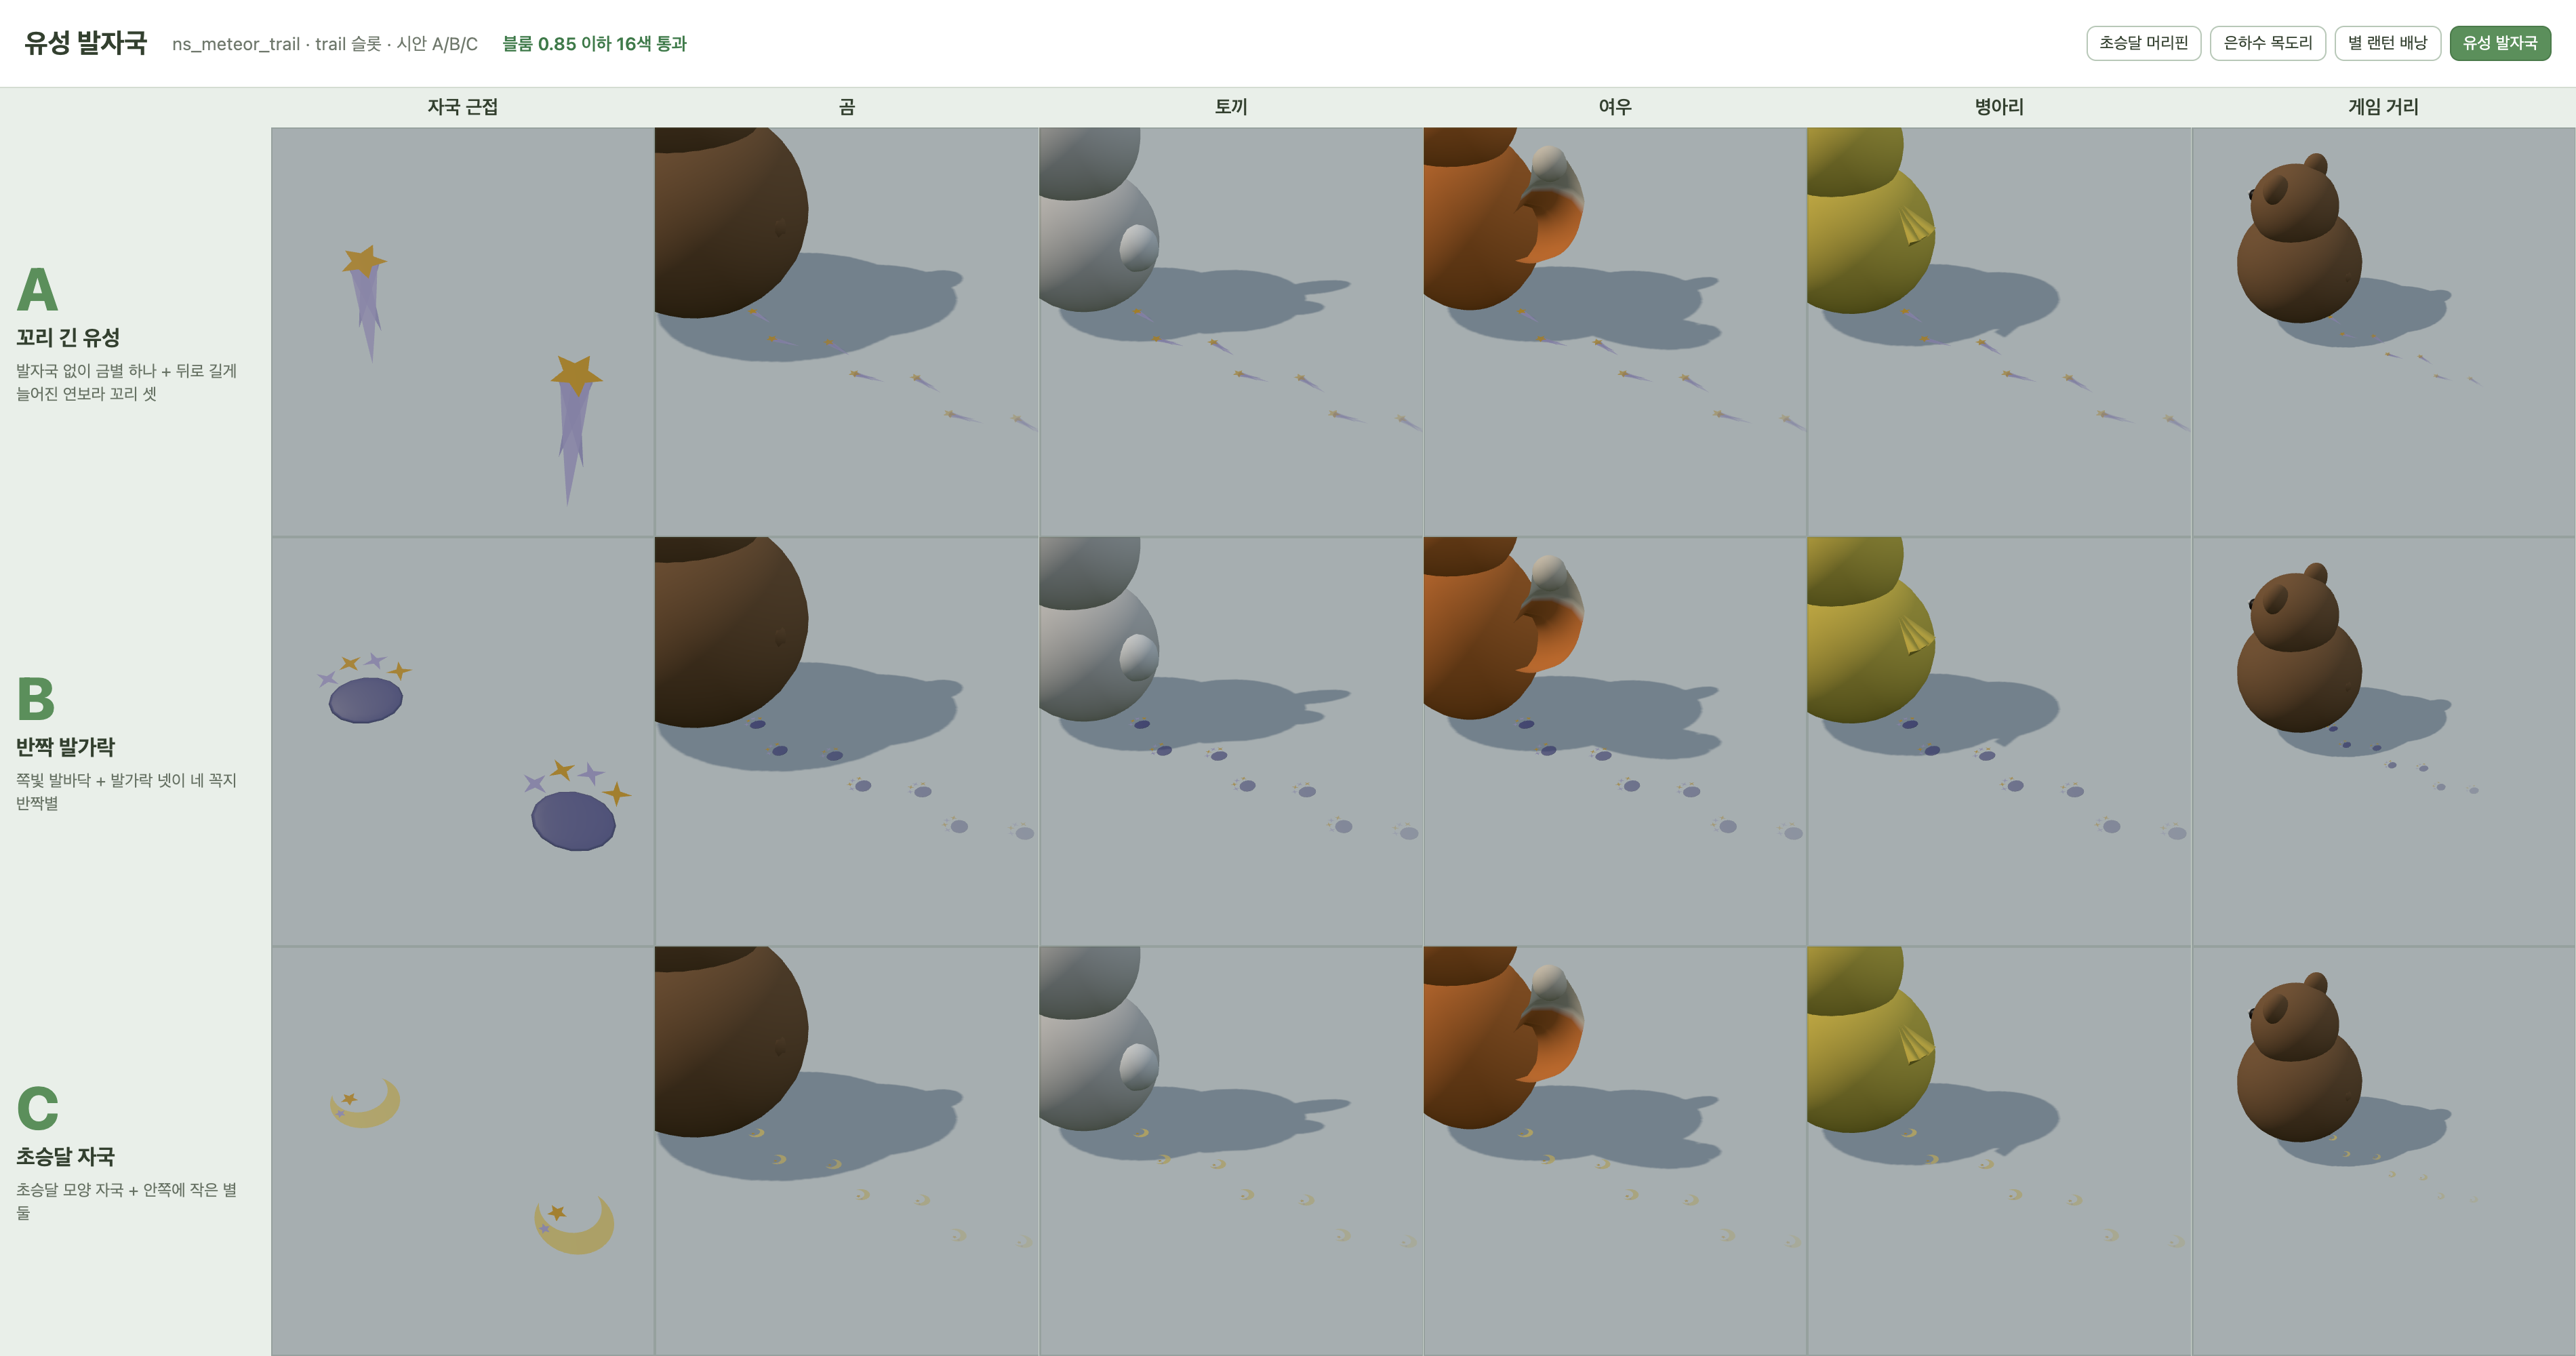 유성 발자국
ns_meteor_trail · trail 슬롯 · 시안 A/B/C
블룸 0.85 이하 16색 통과
초승달 머리핀
은하수 목도리
별 랜턴 배낭
유성 발자국
자국 근접
곰
토끼
여우
병아리
게임 거리
A
꼬리 긴 유성
발자국 없이 금별 하나 + 뒤로 길게
늘어진 연보라 꼬리 셋
B
반짝 발가락
쪽빛 발바닥 + 발가락 넷이 네 꼭지
반짝별
C
초승달 자국
초승달 모양 자국 + 안쪽에 작은 별
둘